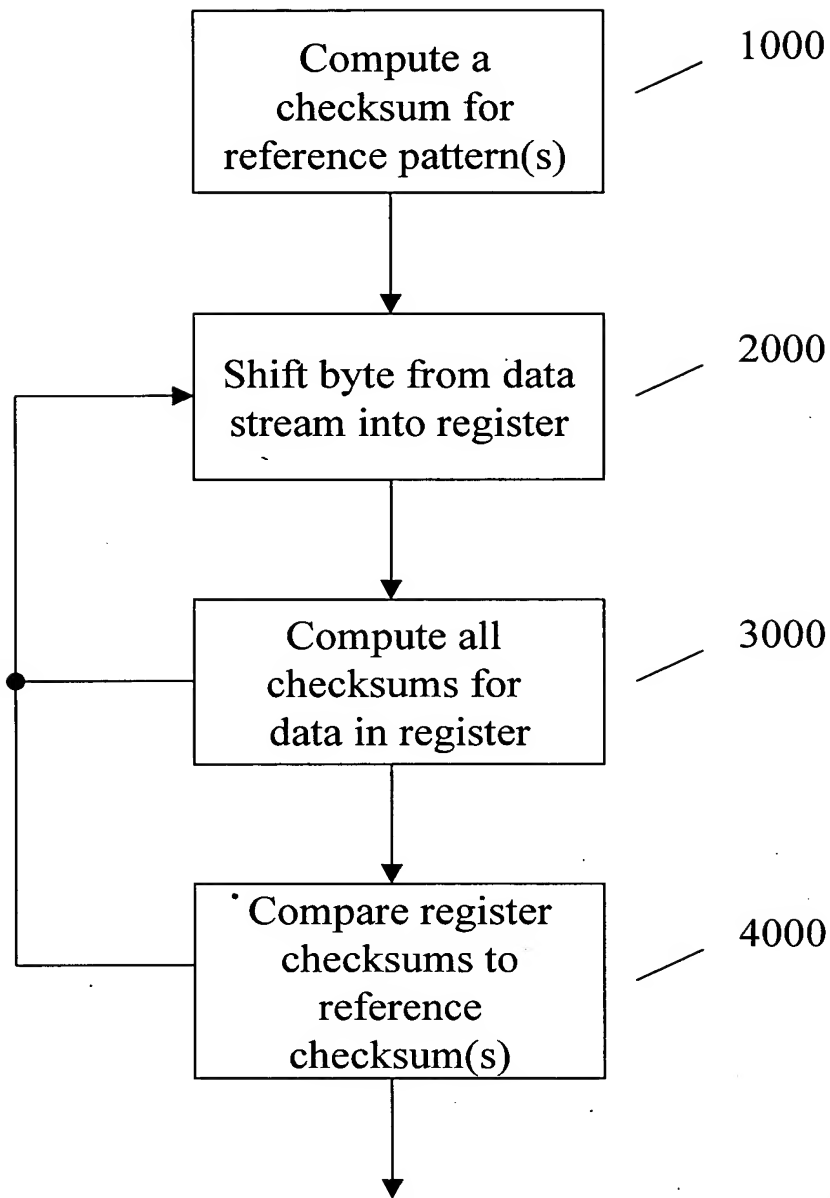 Compute a
checksum for
reference pattern(s)
1000
Shift byte from data
stream into register
2000
Compute all
checksums for
data in register
3000
Compare register
checksums to
reference
checksum(s)
4000